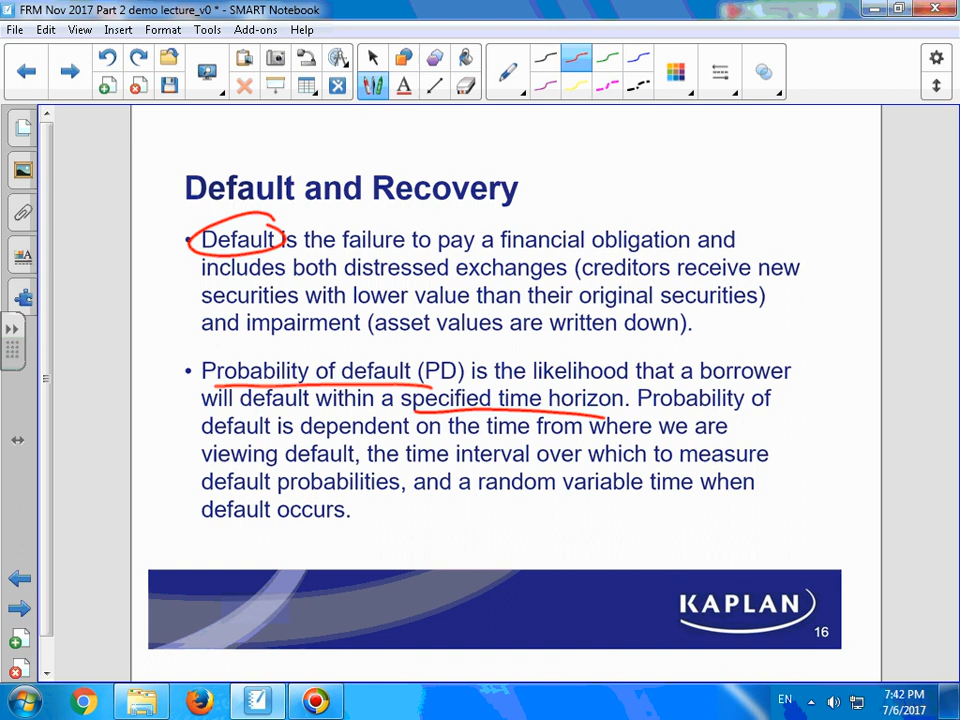 FRM Nov 2017 Part 2 demo lecture_v0 * - SMART Notebook
File Edit View Insert Format Tools Add-ons Help
Default and Recovery
• Default is the failure to pay a financial obligation and
includes both distressed exchanges (creditors receive new
securities with lower value than their original securities)
and impairment (asset values are written down).
• Probability of default (PD) is the likelihood that a borrower
will default within a specified time horizon. Probability of
default is dependent on the time from where we are
viewing default, the time interval over which to measure
default probabilities, and a random variable time when
default occurs.
KAPLAN
16
EN
7:42 PM
7/6/2017